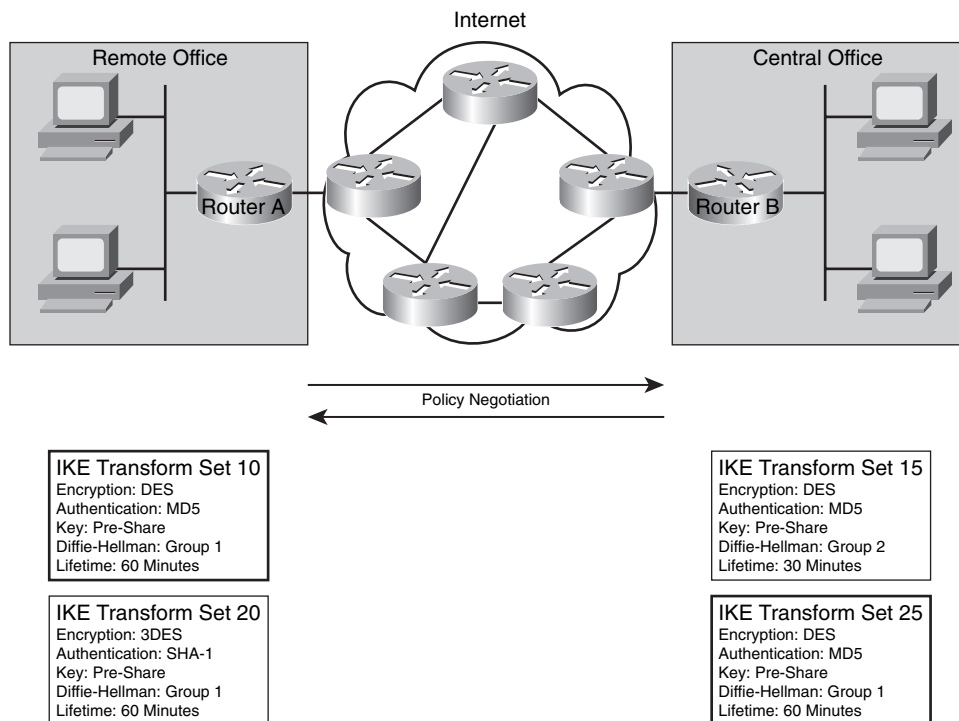 Internet
Remote Office
Central Office
Router A
Router B
Policy Negotiation
IKE Transform Set 10
Encryption: DES
Authentication: MD5
Key: Pre-Share
Diffie-Hellman: Group 1
Lifetime: 60 Minutes
IKE Transform Set 20
Encryption: 3DES
Authentication: SHA-1
Key: Pre-Share
Diffie-Hellman: Group 1
Lifetime: 60 Minutes
IKE Transform Set 15
Encryption: DES
Authentication: MD5
Key: Pre-Share
Diffie-Hellman: Group 2
Lifetime: 30 Minutes
IKE Transform Set 25
Encryption: DES
Authentication: MD5
Key: Pre-Share
Diffie-Hellman: Group 1
Lifetime: 60 Minutes